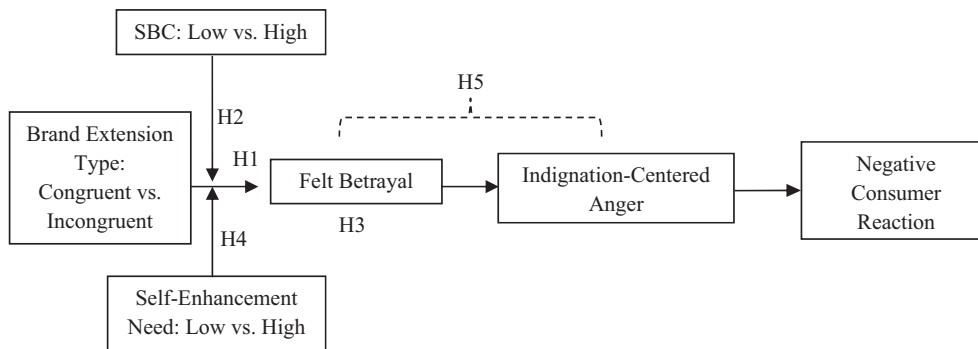 SBC: Low vs. High
H5
H2
Brand Extension
Type:
Congruent vs.
Incongruent
H1
Felt Betrayal
Indignation-Centered
Anger
Negative
Consumer
Reaction
H3
H4
Self-Enhancement
Need: Low vs. High